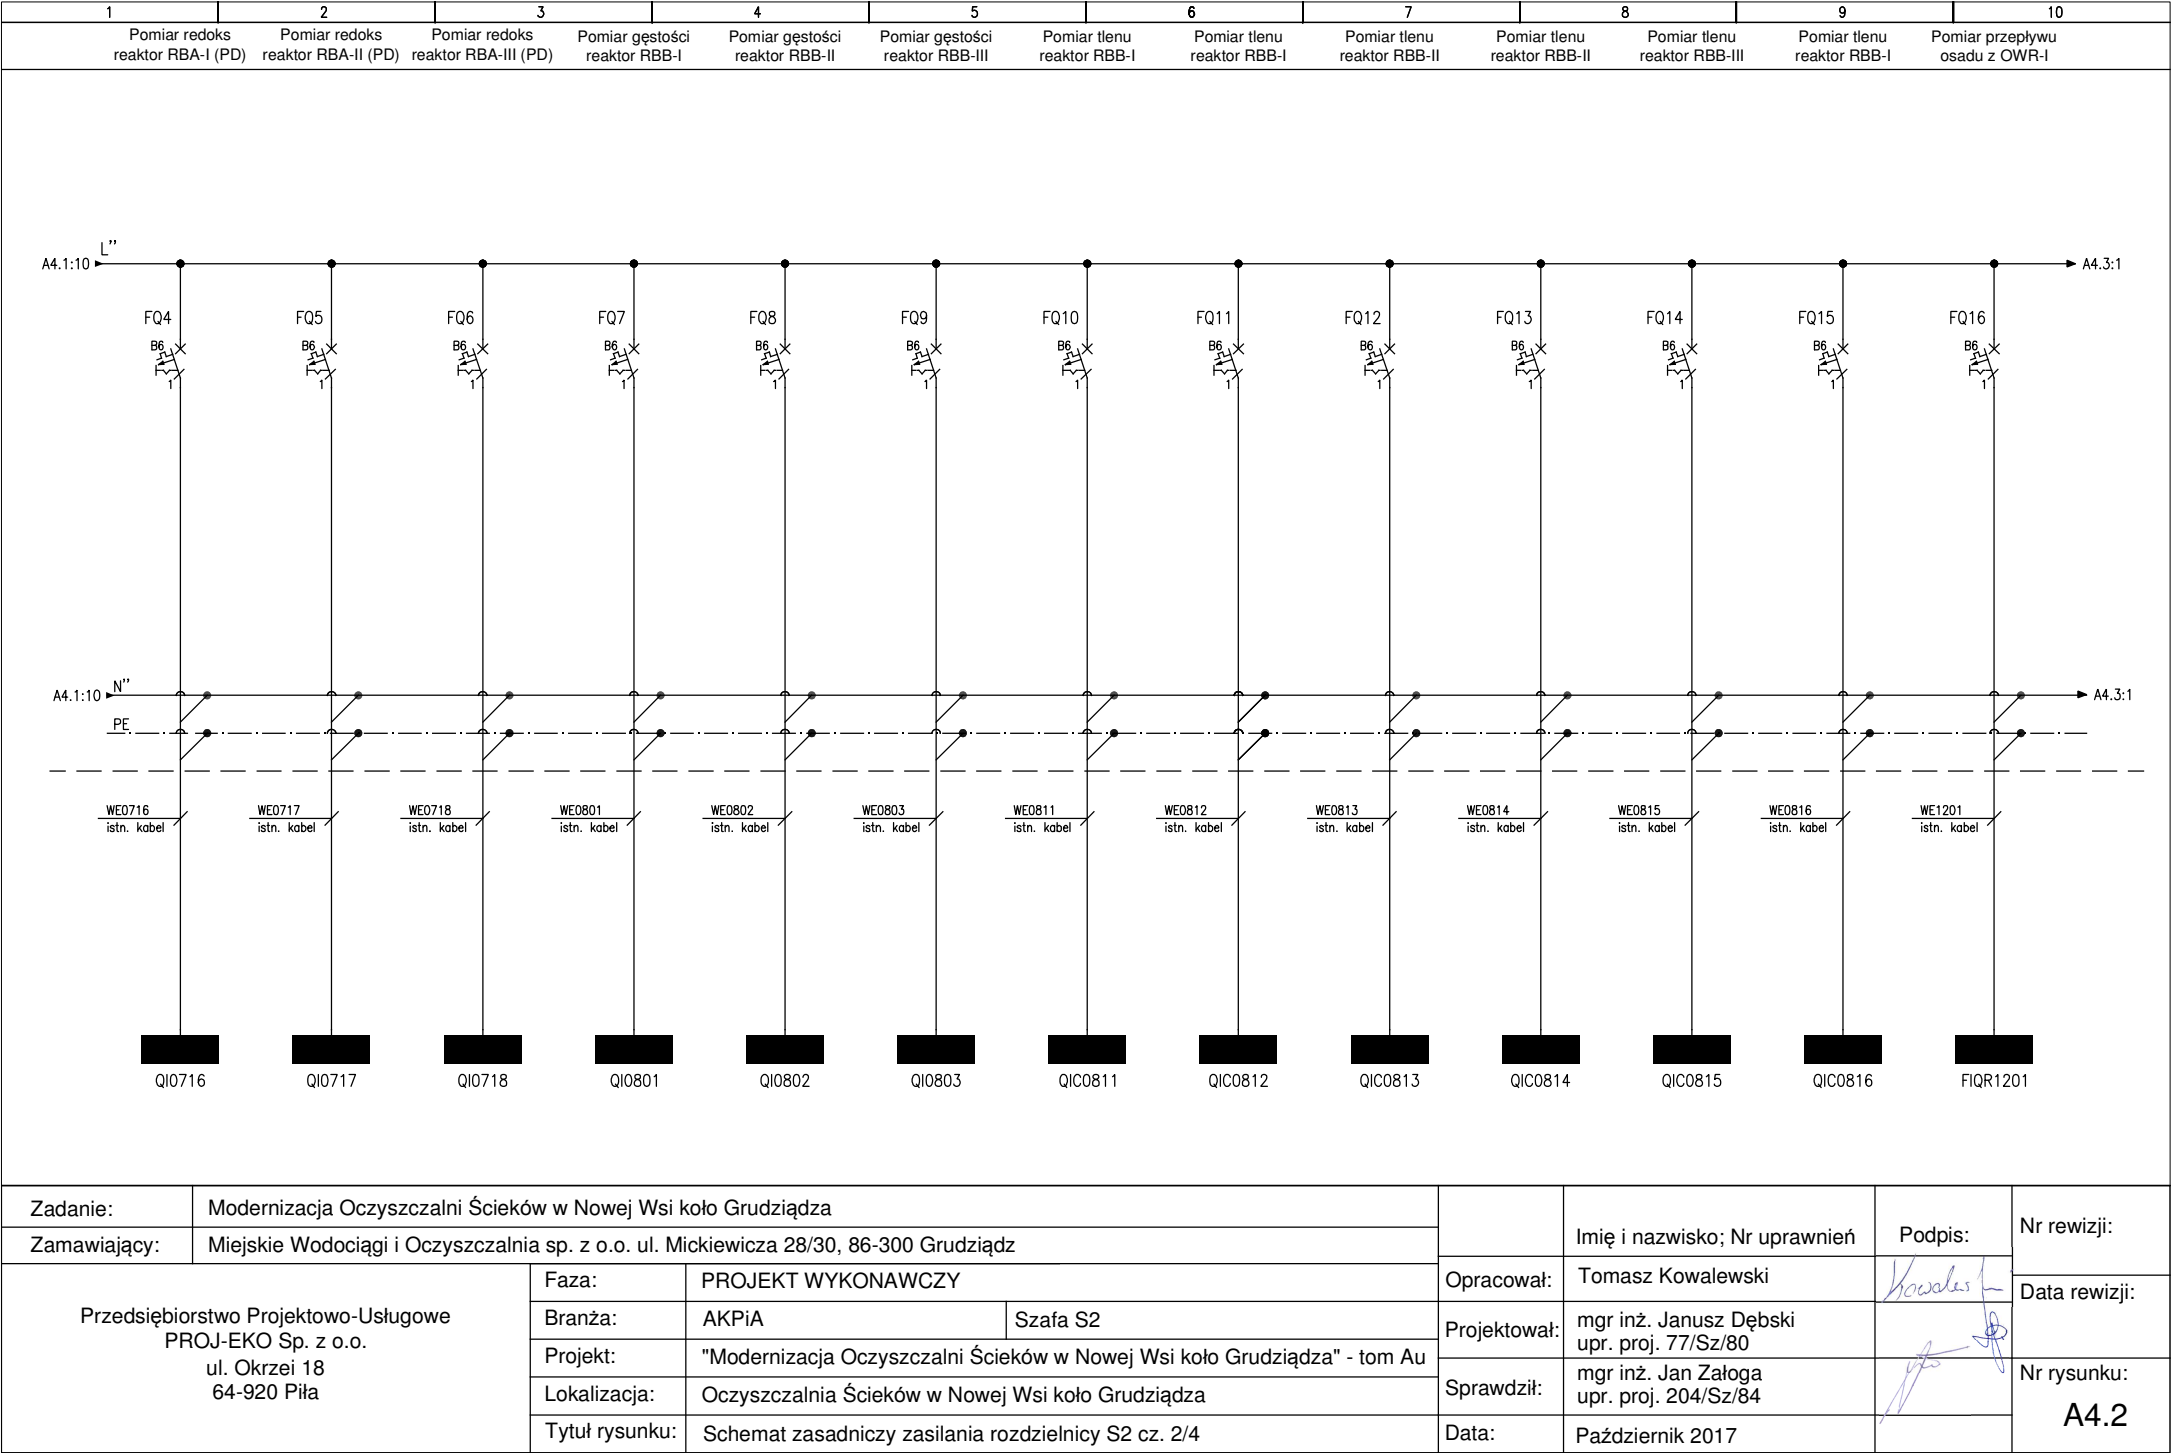 1 2 3 4 5 6 7 8 9 10
Pomiar redoks reaktor RBA-I (PD)
Pomiar redoks reaktor RBA-II (PD)
Pomiar redoks reaktor RBA-III (PD)
Pomiar gęstości reaktor RBB-I
Pomiar gęstości reaktor RBB-II
Pomiar gęstości reaktor RBB-III
Pomiar tlenu reaktor RBB-I
Pomiar tlenu reaktor RBB-I
Pomiar tlenu reaktor RBB-II
Pomiar tlenu reaktor RBB-II
Pomiar tlenu reaktor RBB-III
Pomiar tlenu reaktor RBB-I
Pomiar przepływu osadu z OWR-I
L''
A4.1:10 A4.3:1
FQ4 FQ5 FQ6 FQ7 FQ8 FQ9 FQ10 FQ11 FQ12 FQ13 FQ14 FQ15 FQ16
B6 B6 B6 B6 B6 B6 B6 B6 B6 B6 B6 B6 B6
1 1 1 1 1 1 1 1 1 1 1 1 1
A4.1:10 N'' A4.3:1
PE
WE0716 WE0717 WE0718 WE0801 WE0802 WE0803 WE0811 WE0812 WE0813 WE0814 WE0815 WE0816 WE1201
istn. kabel istn. kabel istn. kabel istn. kabel istn. kabel istn. kabel istn. kabel istn. kabel istn. kabel istn. kabel istn. kabel istn. kabel istn. kabel
QI0716 QI0717 QI0718 QI0801 QI0802 QI0803 QIC0811 QIC0812 QIC0813 QIC0814 QIC0815 QIC0816 FIQR1201
Zadanie: Modernizacja Oczyszczalni Ścieków w Nowej Wsi koło Grudziądza
Zamawiający: Miejskie Wodociągi i Oczyszczalnia sp. z o.o. ul. Mickiewicza 28/30, 86-300 Grudziądz
Przedsiębiorstwo Projektowo-Usługowe
PROJ-EKO Sp. z o.o.
ul. Okrzei 18
64-920 Piła
Faza: PROJEKT WYKONAWCZY
Branża: AKPiA Szafa S2
Projekt: "Modernizacja Oczyszczalni Ścieków w Nowej Wsi koło Grudziądza" - tom Au
Lokalizacja: Oczyszczalnia Ścieków w Nowej Wsi koło Grudziądza
Tytuł rysunku: Schemat zasadniczy zasilania rozdzielnicy S2 cz. 2/4
Imię i nazwisko; Nr uprawnień Podpis:
Opracował: Tomasz Kowalewski
Projektował: mgr inż. Janusz Dębski
upr. proj. 77/Sz/80
Sprawdził: mgr inż. Jan Załoga
upr. proj. 204/Sz/84
Data: Październik 2017
Nr rewizji:
Data rewizji:
Nr rysunku:
A4.2